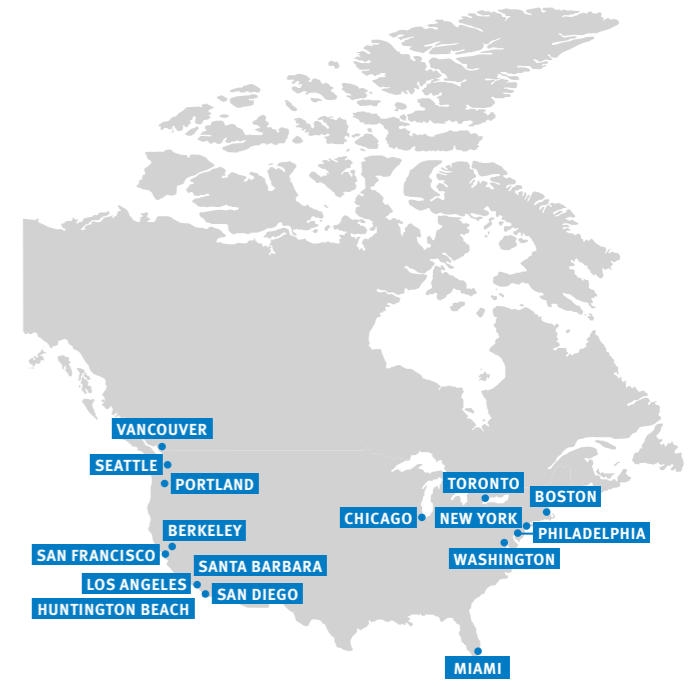 VANCOUVER
SEATTLE
PORTLAND
TORONTO
BOSTON
CHICAGO
NEW YORK
BERKELEY
PHILADELPHIA
SAN FRANCISCO
WASHINGTON
SANTA BARBARA
LOS ANGELES
SAN DIEGO
HUNTINGTON BEACH
MIAMI